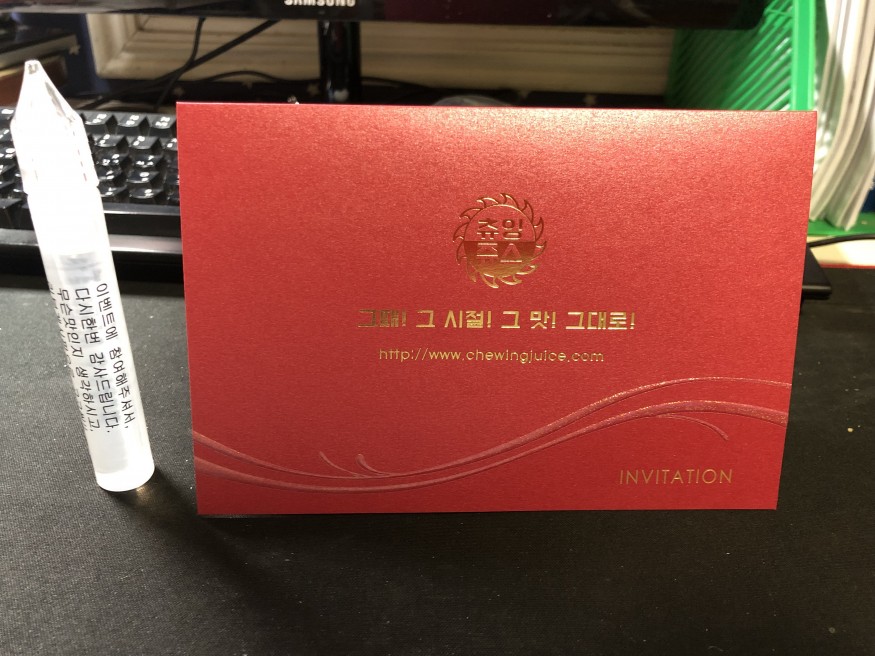 SAMSUNG
츄잉
쥬스
그때! 그 시절! 그 맛! 그대로!
http://www.chewingjuice.com
INVITATION
이벤트에 참여해주셔서,
다시한번 감사드립니다.
무슨맛인지 생각하시고,